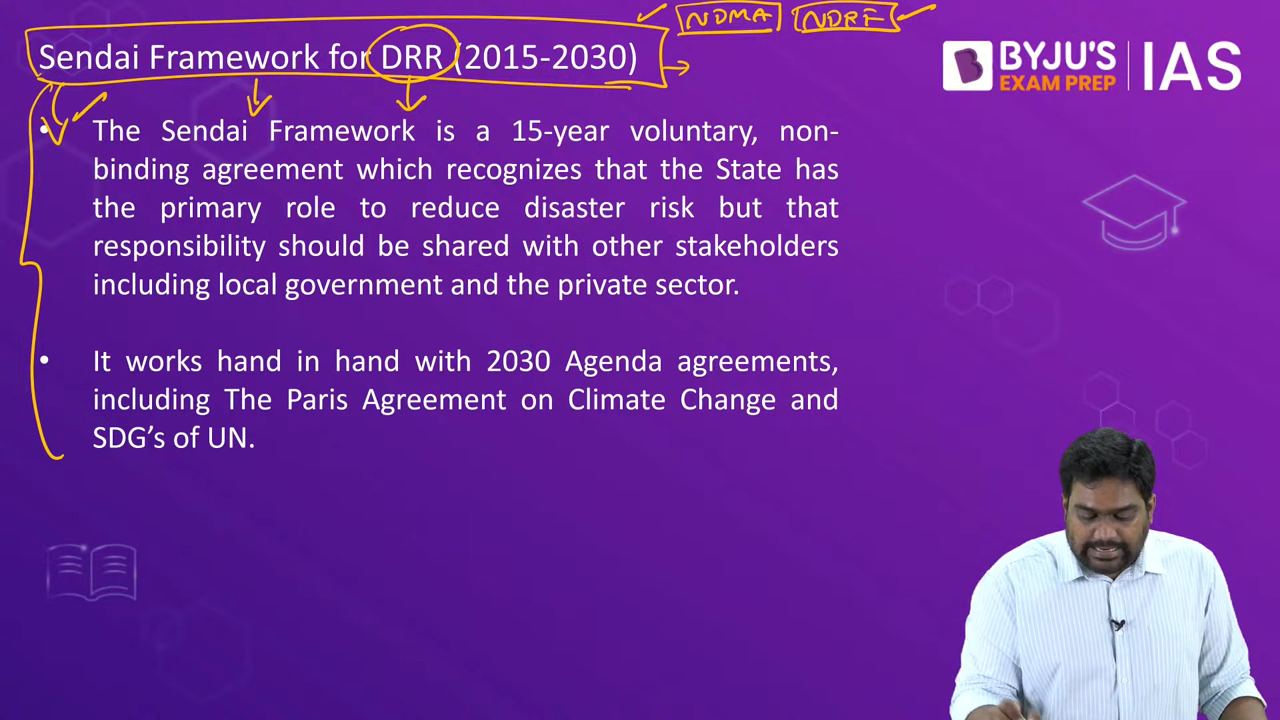 NDMA NDRF
Sendai Framework for DRR (2015-2030)
BYJU'S
EXAM PREP
IAS
• The Sendai Framework is a 15-year voluntary, non-
binding agreement which recognizes that the State has
the primary role to reduce disaster risk but that
responsibility should be shared with other stakeholders
including local government and the private sector.
• It works hand in hand with 2030 Agenda agreements,
including The Paris Agreement on Climate Change and
SDG’s of UN.